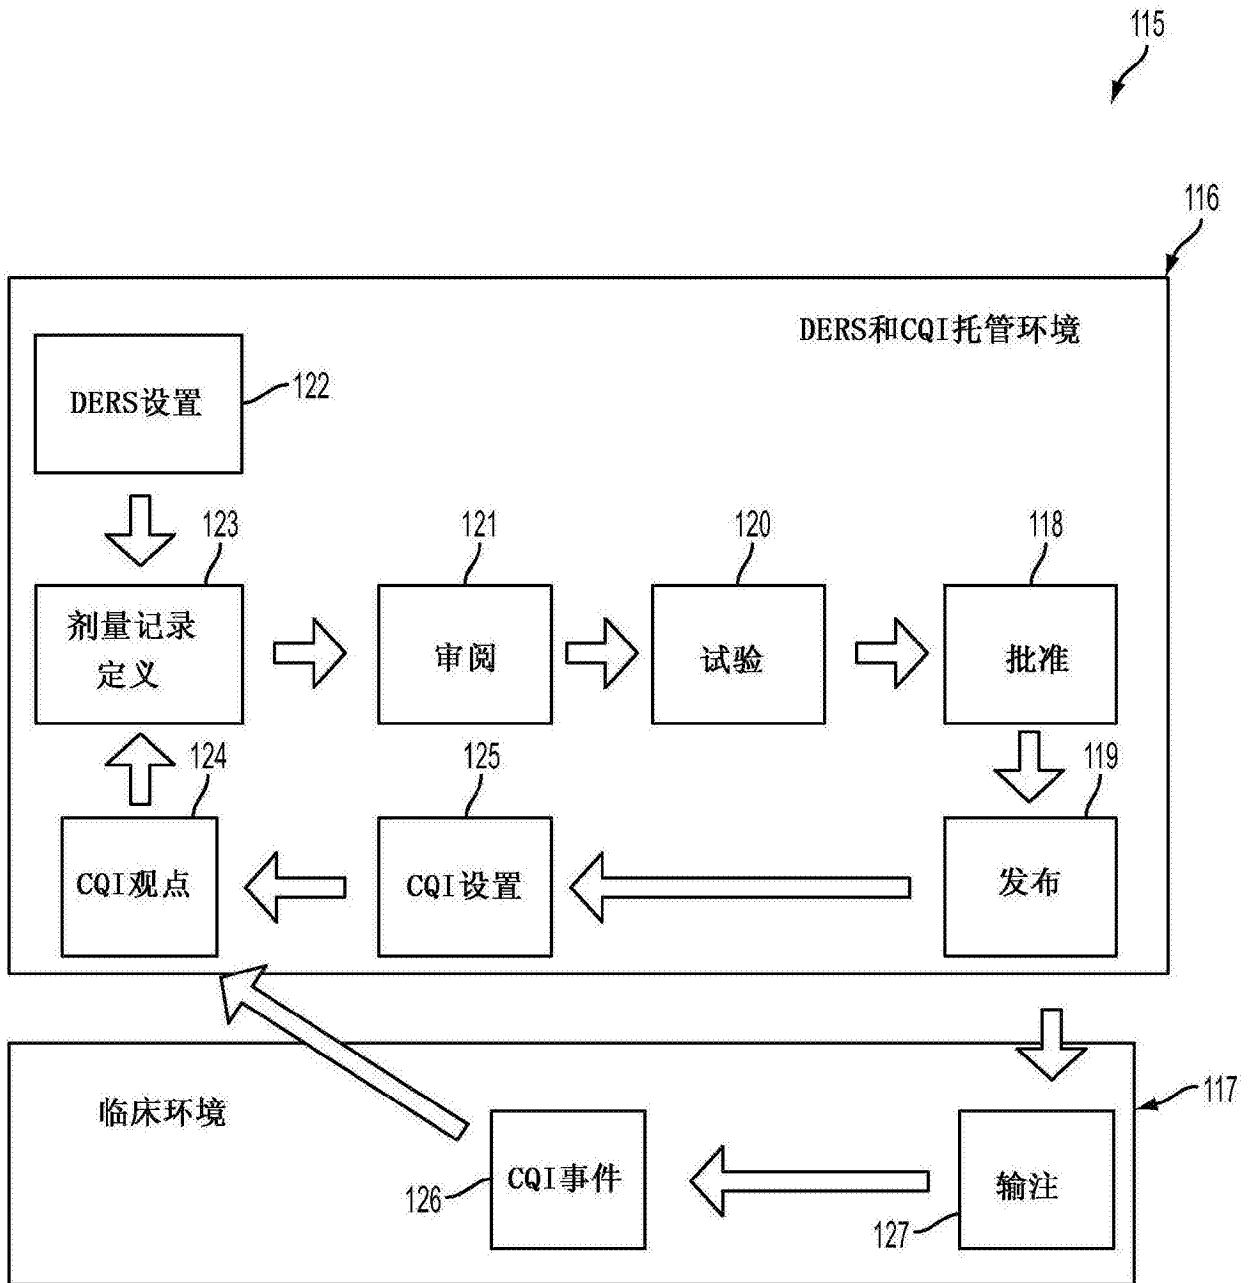 115
116
DERS和CQI托管环境
DERS设置
122
123
121
120
118
剂量记录
定义
审阅
试验
批准
124
125
119
CQI观点
CQI设置
发布
临床环境
117
CQI事件
126
输注
127